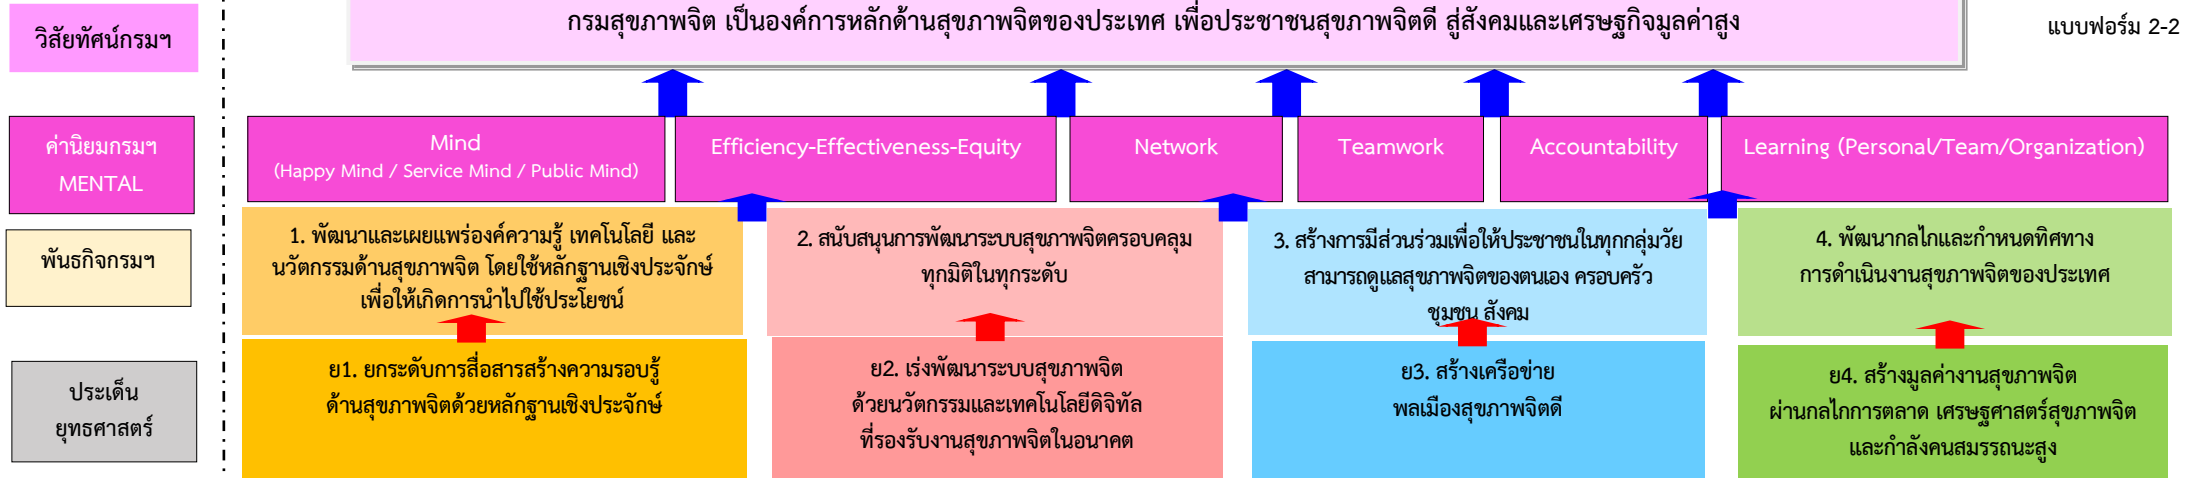 วิสัยทัศน์กรมฯ
กรมสุขภาพจิต เป็นองค์การหลักด้านสุขภาพจิตของประเทศ เพื่อประชาชนสุขภาพจิตดี สู่สังคมและเศรษฐกิจมูลค่าสูง
แบบฟอร์ม 2-2
ค่านิยมกรมฯ
MENTAL
Mind
(Happy Mind / Service Mind / Public Mind)
Efficiency-Effectiveness-Equity
Network
Teamwork
Accountability
Learning (Personal/Team/Organization)
พันธกิจกรมฯ
1. พัฒนาและเผยแพร่องค์ความรู้ เทคโนโลยี และ
นวัตกรรมด้านสุขภาพจิต โดยใช้หลักฐานเชิงประจักษ์
เพื่อให้เกิดการนำไปใช้ประโยชน์
2. สนับสนุนการพัฒนาระบบสุขภาพจิตครอบคลุม
ทุกมิติในทุกระดับ
3. สร้างการมีส่วนร่วมเพื่อให้ประชาชนในทุกกลุ่มวัย
สามารถดูแลสุขภาพจิตของตนเอง ครอบครัว
ชุมชน สังคม
4. พัฒนากลไกและกำหนดทิศทาง
การดำเนินงานสุขภาพจิตของประเทศ
ประเด็น
ยุทธศาสตร์
ย1. ยกระดับการสื่อสารสร้างความรอบรู้
ด้านสุขภาพจิตด้วยหลักฐานเชิงประจักษ์
ย2. เร่งพัฒนาระบบสุขภาพจิต
ด้วยนวัตกรรมและเทคโนโลยีดิจิทัล
ที่รองรับงานสุขภาพจิตในอนาคต
ย3. สร้างเครือข่าย
พลเมืองสุขภาพจิตดี
ย4. สร้างมูลค่างานสุขภาพจิต
ผ่านกลไกการตลาด เศรษฐศาสตร์สุขภาพจิต
และกำลังคนสมรรถนะสูง